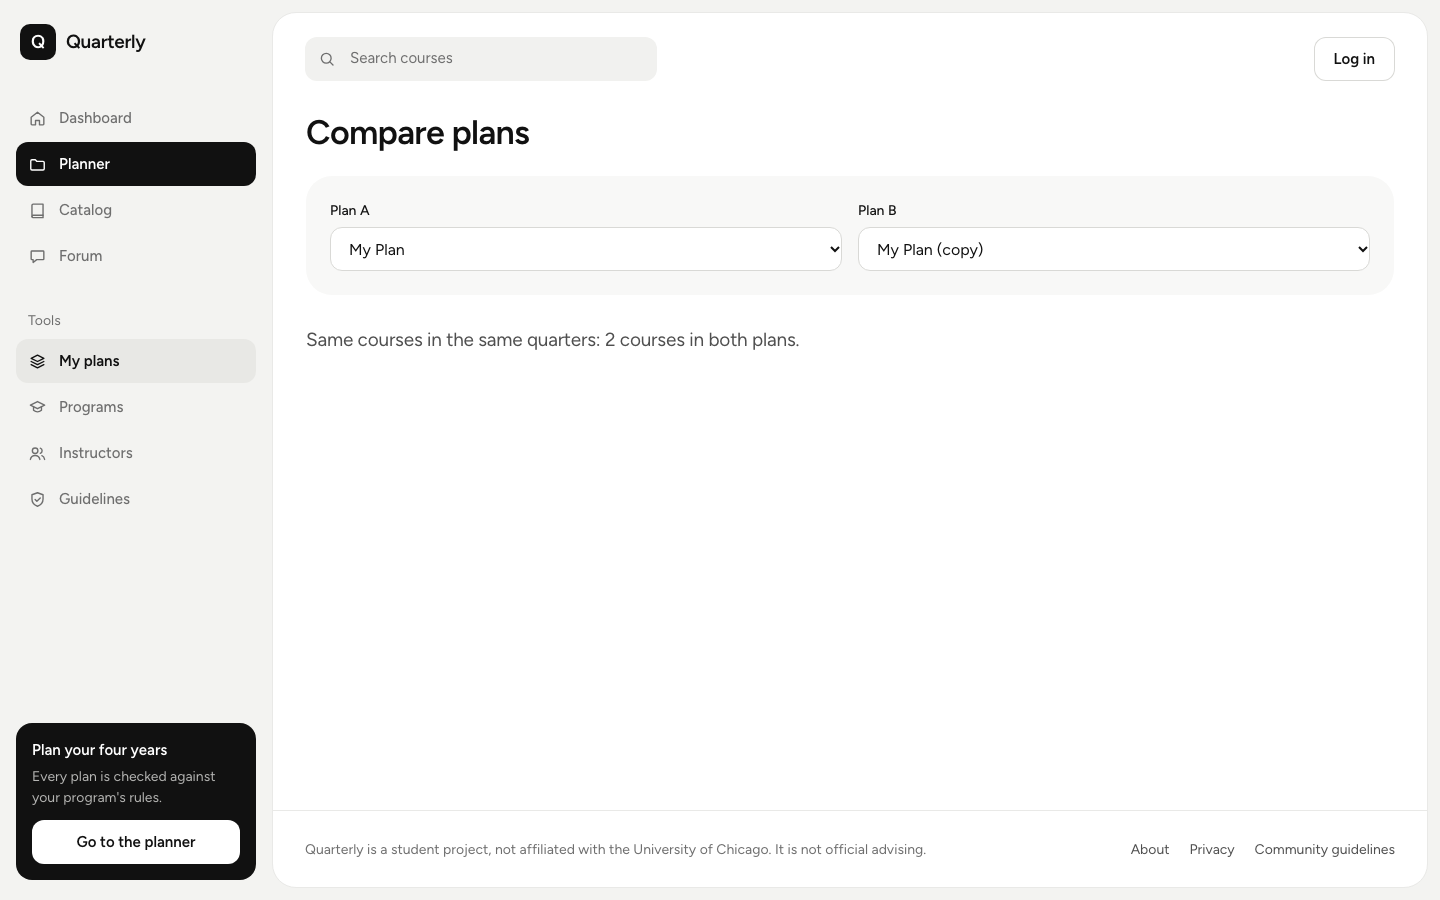 Q Quarterly
Dashboard
Planner
Catalog
Forum
Tools
My plans
Programs
Instructors
Guidelines
Plan your four years
Every plan is checked against
your program's rules.
Go to the planner
Search courses
Log in
Compare plans
Plan A
Plan B
My Plan
My Plan (copy)
Same courses in the same quarters: 2 courses in both plans.
Quarterly is a student project, not affiliated with the University of Chicago. It is not official advising.
About Privacy Community guidelines